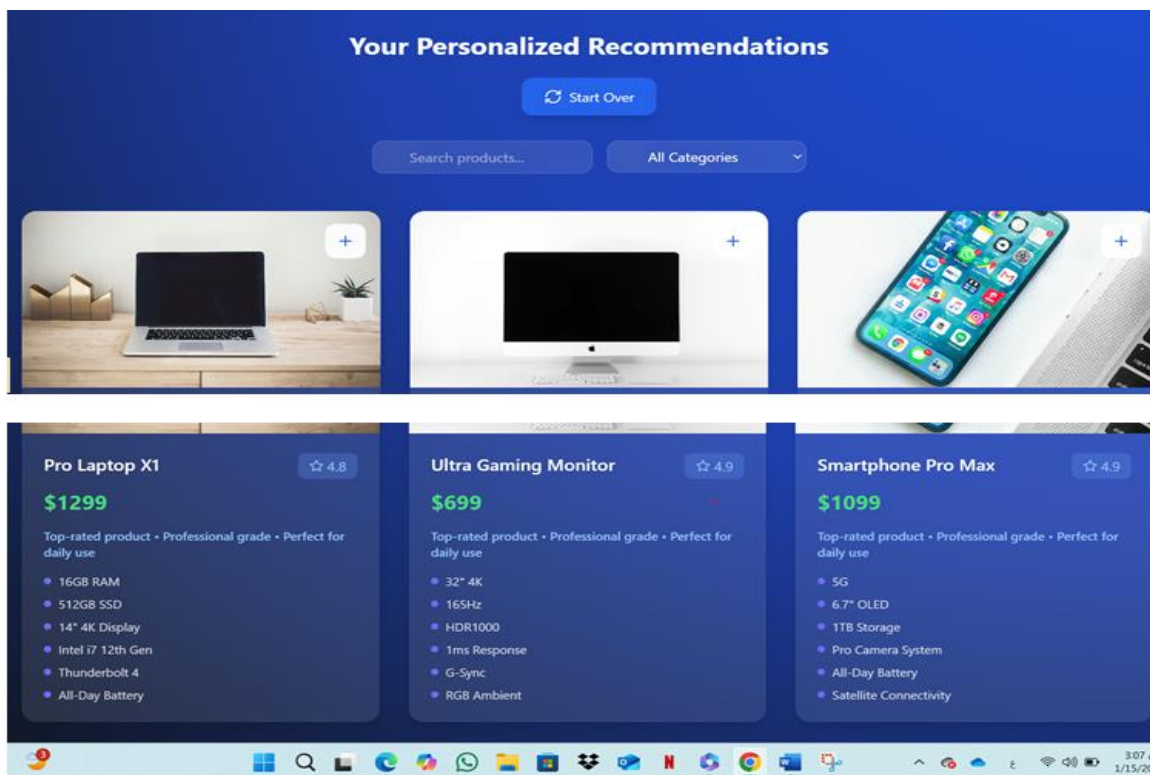 Your Personalized Recommendations
Start Over
Search products...
All Categories
Pro Laptop X1
4.8
$1299
Top-rated product • Professional grade • Perfect for
daily use
16GB RAM
512GB SSD
14" 4K Display
Intel i7 12th Gen
Thunderbolt 4
All-Day Battery
Ultra Gaming Monitor
4.9
$699
Top-rated product • Professional grade • Perfect for
daily use
32" 4K
165Hz
HDR1000
1ms Response
G-Sync
RGB Ambient
Smartphone Pro Max
4.9
$1099
Top-rated product • Professional grade • Perfect for
daily use
5G
6.7" OLED
1TB Storage
Pro Camera System
All-Day Battery
Satellite Connectivity
3
ع
3:07
1/15/20